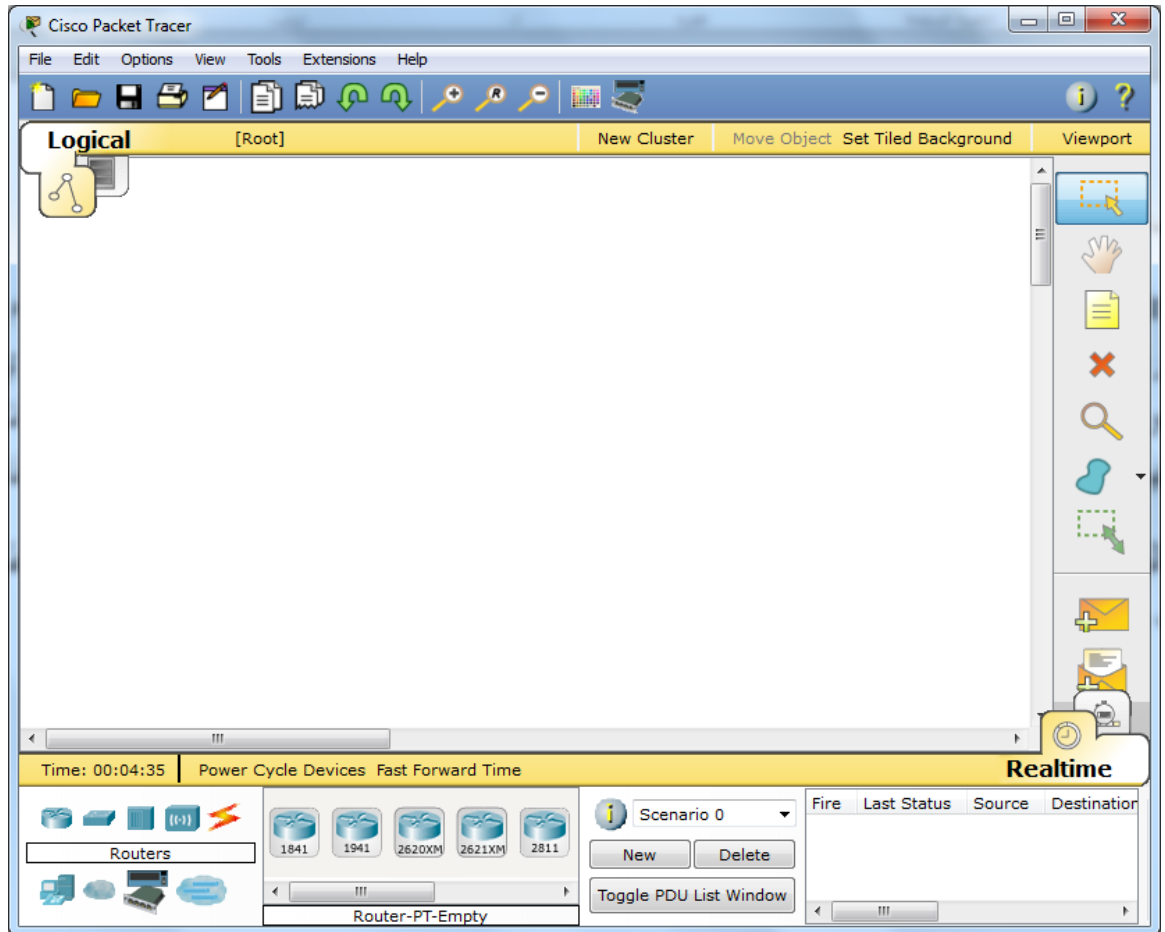 Cisco Packet Tracer
File Edit Options View Tools Extensions Help
Logical [Root] New Cluster Move Object Set Tiled Background Viewport
Time: 00:04:35 Power Cycle Devices Fast Forward Time Realtime
Routers
1841 1941 2620XM 2621XM 2811
Router-PT-Empty
Scenario 0
New Delete
Toggle PDU List Window
Fire Last Status Source Destination